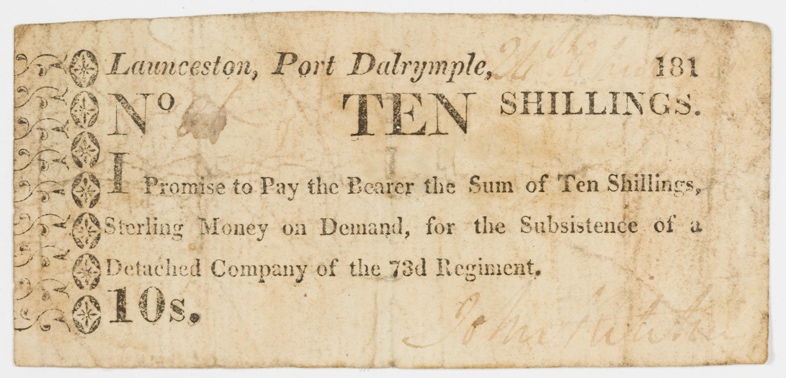 Launceston, Port Dalrymple, 181
No TEN SHILLINGS.
I Promise to Pay the Bearer the Sum of Ten Shillings,
Sterling Money on Demand, for the Subsistence of a
Detached Company of the 73d Regiment.
10s.
John